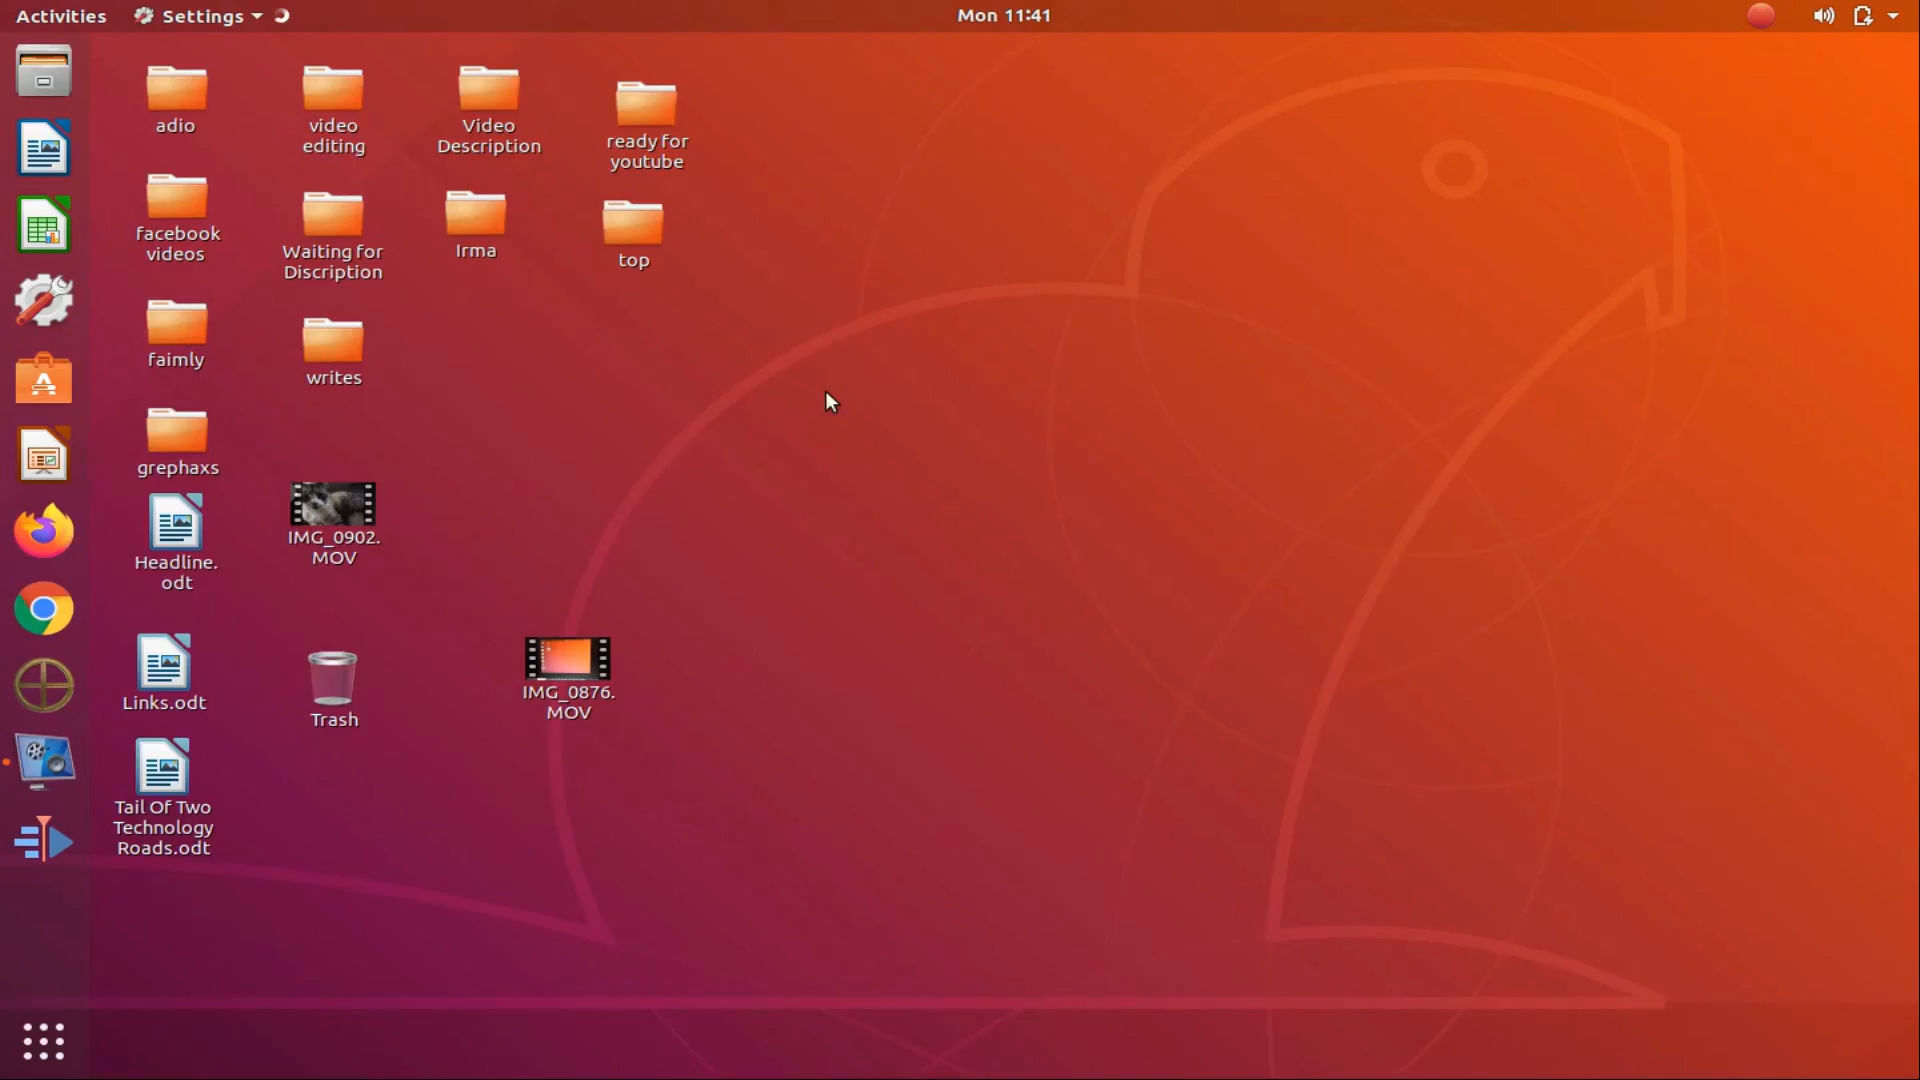 Activities
Settings
Mon 11:41
adio
video
editing
Video
Description
ready for
youtube
facebook
videos
Waiting for
Discription
Irma
top
faimly
writes
grephaxs
Headline.
odt
IMG_0902.
MOV
Links.odt
Trash
IMG_0876.
MOV
Tail Of Two
Technology
Roads.odt